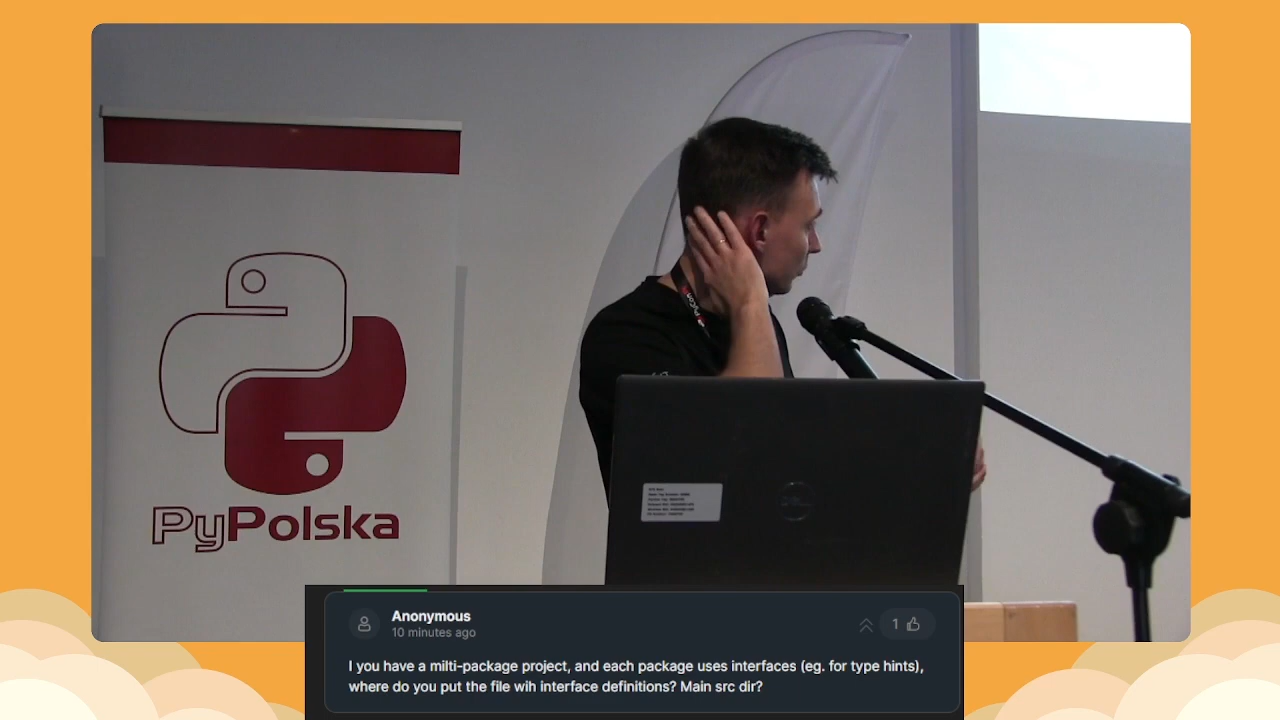 PyPolska
DELL
Anonymous
10 minutes ago
1
I you have a milti-package project, and each package uses interfaces (eg. for type hints),
where do you put the file wih interface definitions? Main src dir?